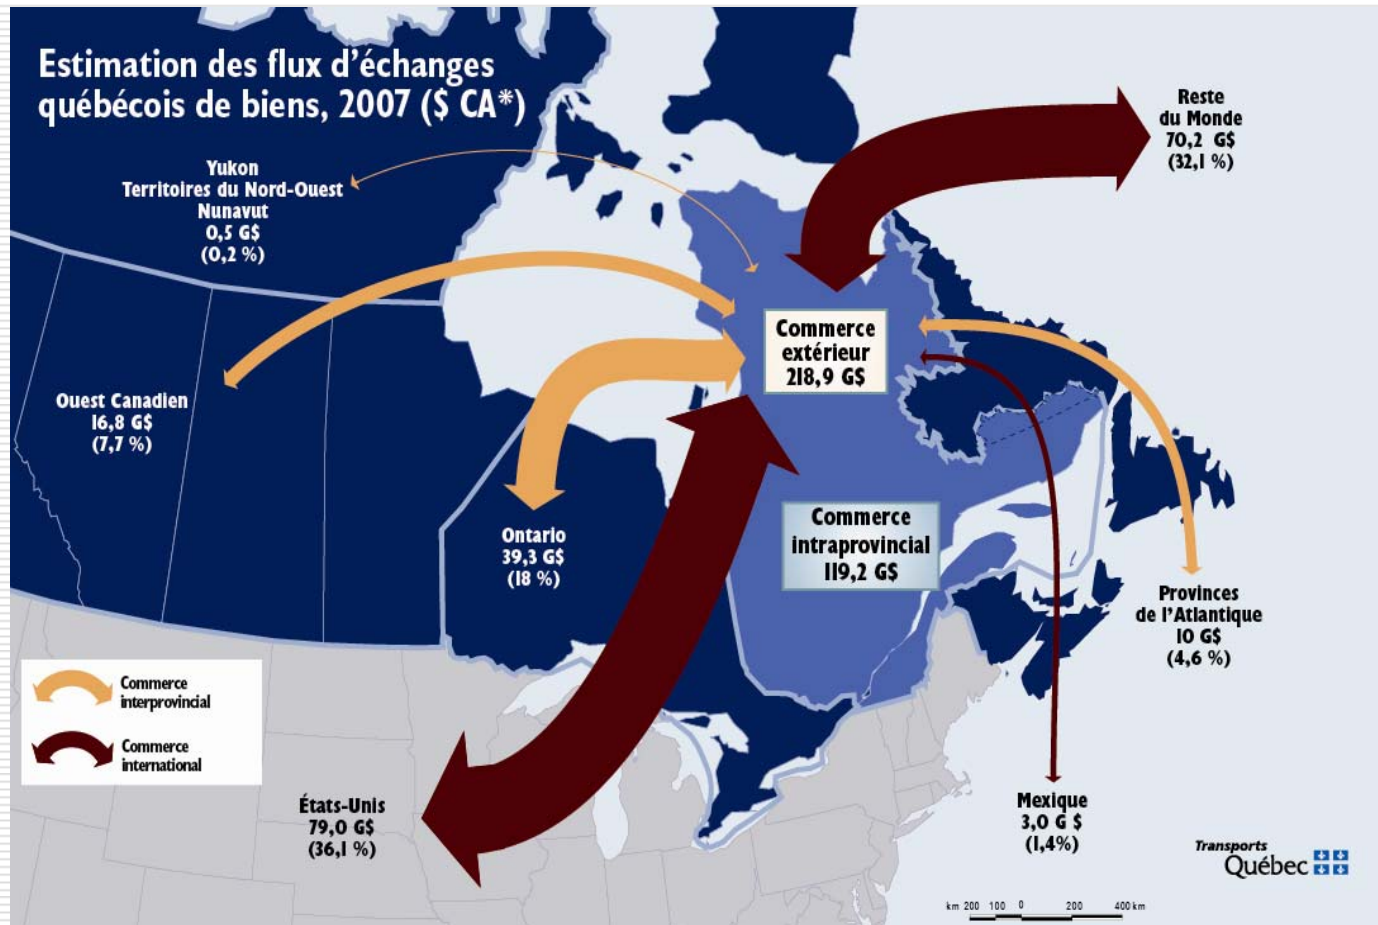 Estimation des flux d'échanges
québécois de biens, 2007 ($ CA*)
Yukon
Territoires du Nord-Ouest
Nunavut
0,5 G$
(0,2 %)
Reste
du Monde
70,2 G$
(32,1 %)
Commerce
extérieur
218,9 G$
Ouest Canadien
16,8 G$
(7,7 %)
Ontario
39,3 G$
(18 %)
Commerce
intraprovincial
119,2 G$
Provinces
de l'Atlantique
10 G$
(4,6 %)
Commerce
interprovincial
Commerce
international
États-Unis
79,0 G$
(36,1 %)
Mexique
3,0 G $
(1,4%)
Transports
Québec
km 200 100 0 200 400 km